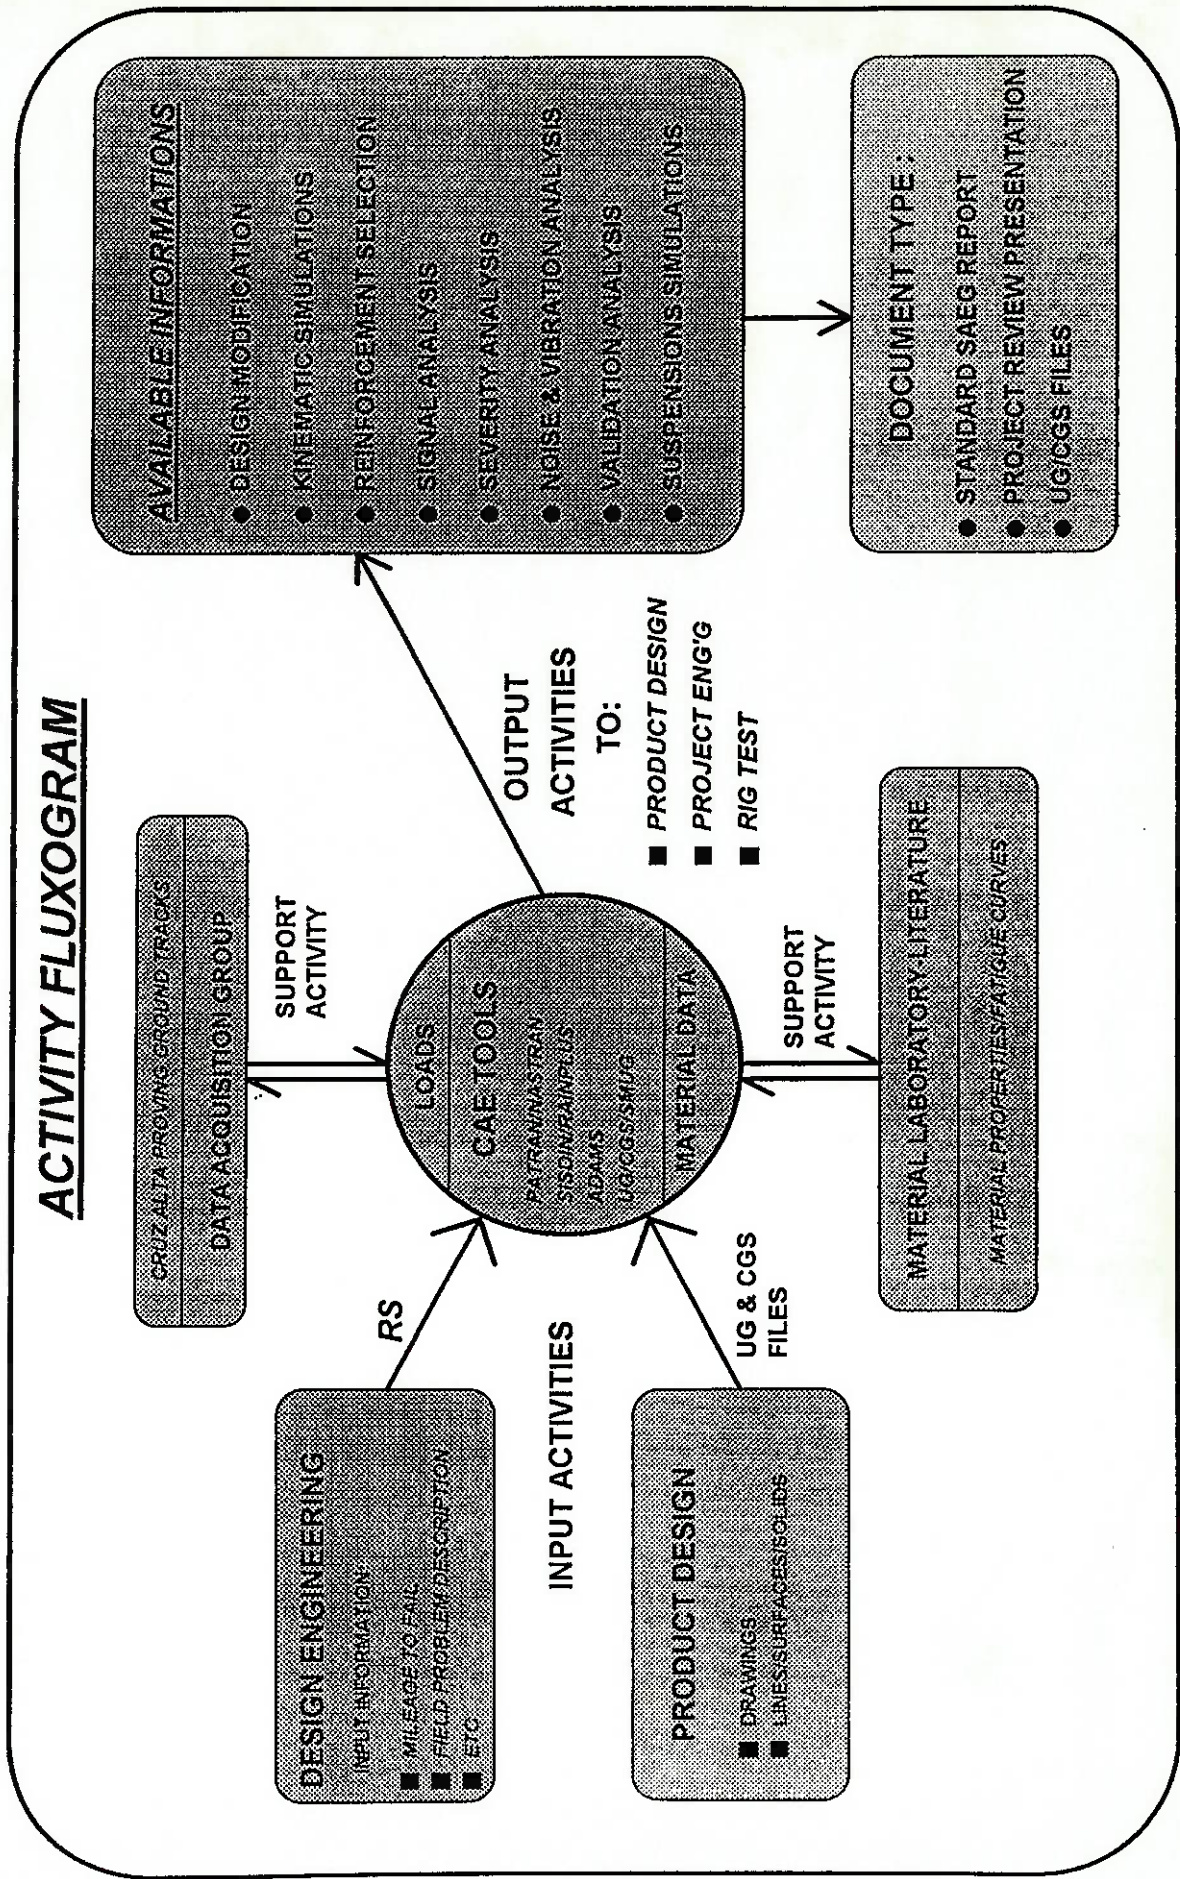 ACTIVITY FLUXOGRAM
DESIGN ENGINEERING
INPUT INFORMATION:
MILEAGE TO FAIL
FIELD PROBLEM DESCRIPTION
ETC
RS
INPUT ACTIVITIES
PRODUCT DESIGN
DRAWINGS
LINES/SURFACES/SOLIDS
UG & CGS
FILES
CRUZ ALTA PROVING GROUND TRACKS
DATA ACQUISITION GROUP
SUPPORT
ACTIVITY
LOADS
CAE TOOLS
PATRAN/NASTRAN
SISDIN/RAINPLUS
ADAMS
UG/CGS/SMUG
MATERIAL DATA
SUPPORT
ACTIVITY
MATERIAL LABORATORY-LITERATURE
MATERIAL PROPERTIES/FATIGUE CURVES
OUTPUT
ACTIVITIES
TO:
PRODUCT DESIGN
PROJECT ENG'G
RIG TEST
AVAILABLE INFORMATIONS
DESIGN MODIFICATION
KINEMATIC SIMULATIONS
REINFORCEMENT SELECTION
SIGNAL ANALYSIS
SEVERITY ANALYSIS
NOISE & VIBRATION ANALYSIS
VALIDATION ANALYSIS
SUSPENSIONS SIMULATIONS
DOCUMENT TYPE:
STANDARD SAEG REPORT
PROJECT REVIEW PRESENTATION
UG/CGS FILES